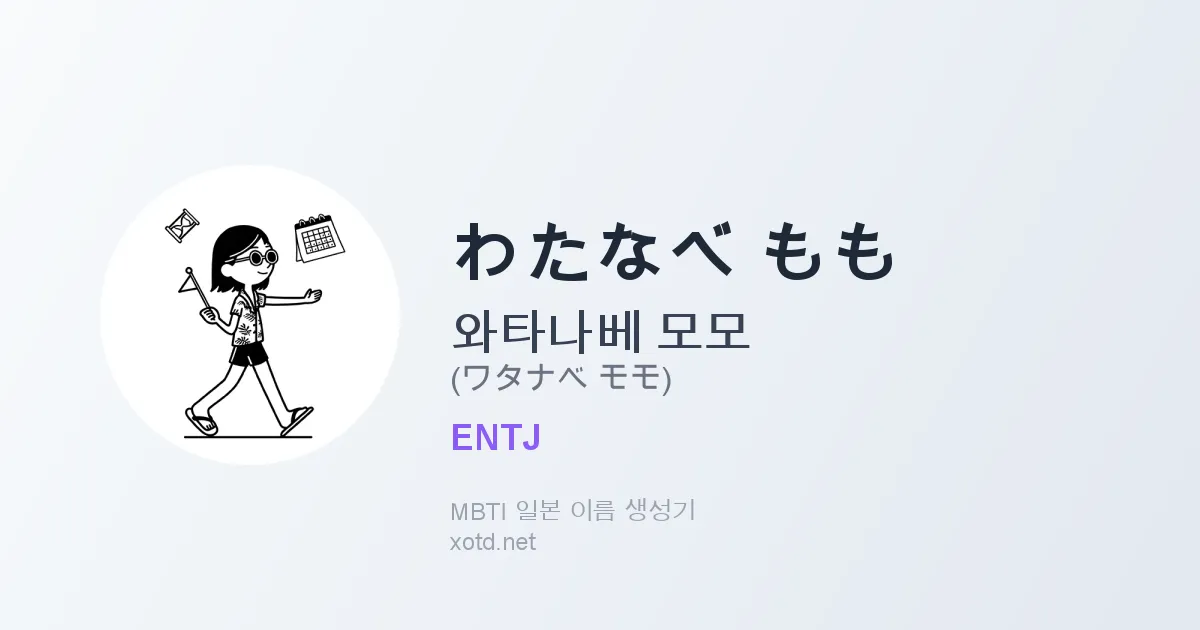 わたなべ もも
와타나베 모모
(ワタナベ モモ)
ENTJ
MBTI 일본 이름 생성기
xotd.net